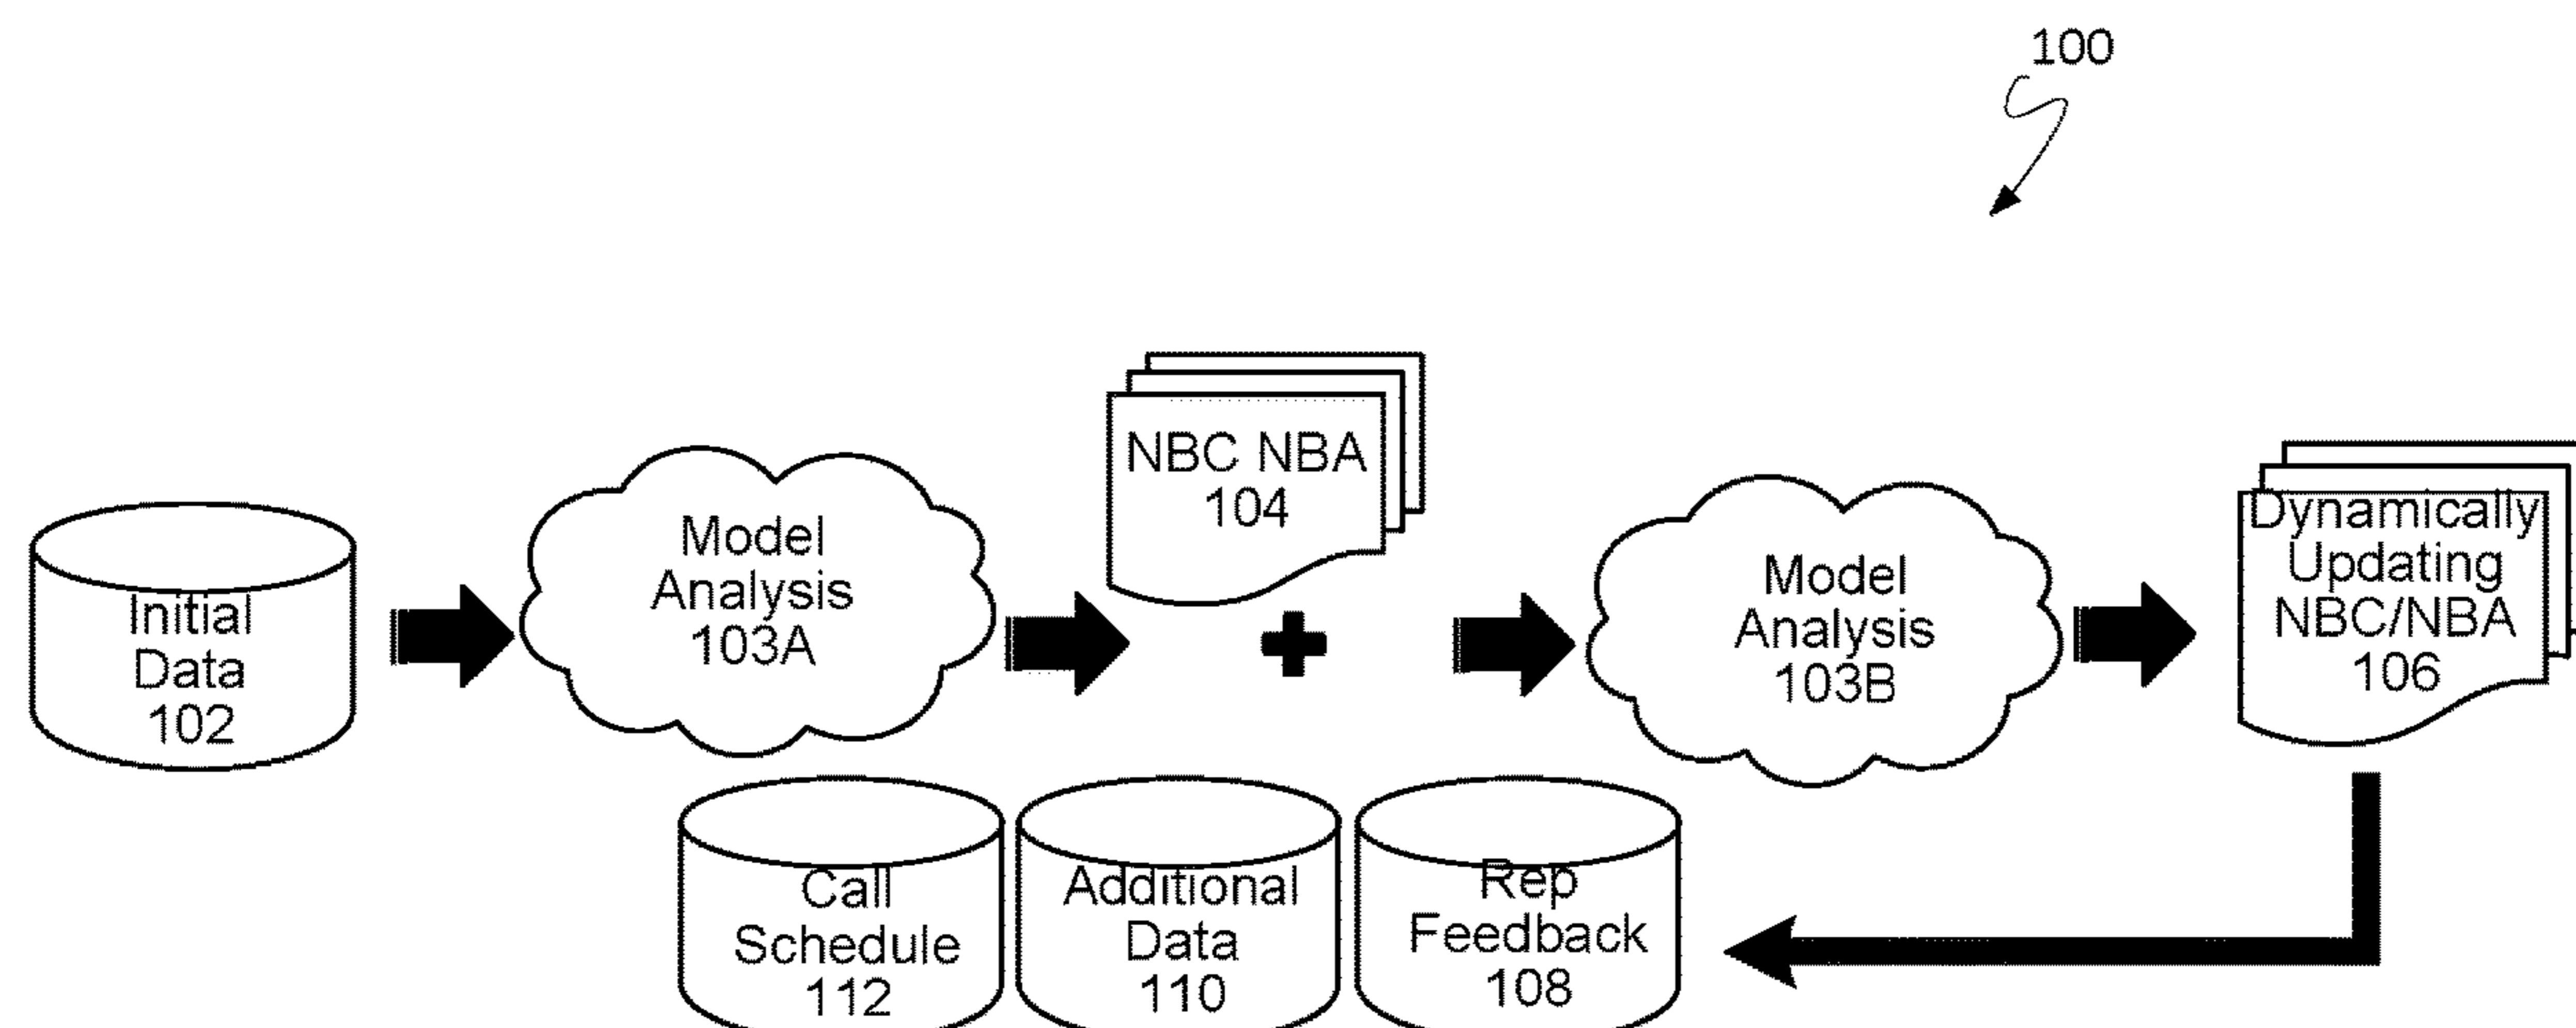 100
Initial
Data
102
Model
Analysis
103A
NBC NBA
104
Model
Analysis
103B
Dynamically
Updating
NBC/NBA
106
Call
Schedule
112
Additional
Data
110
Rep
Feedback
108